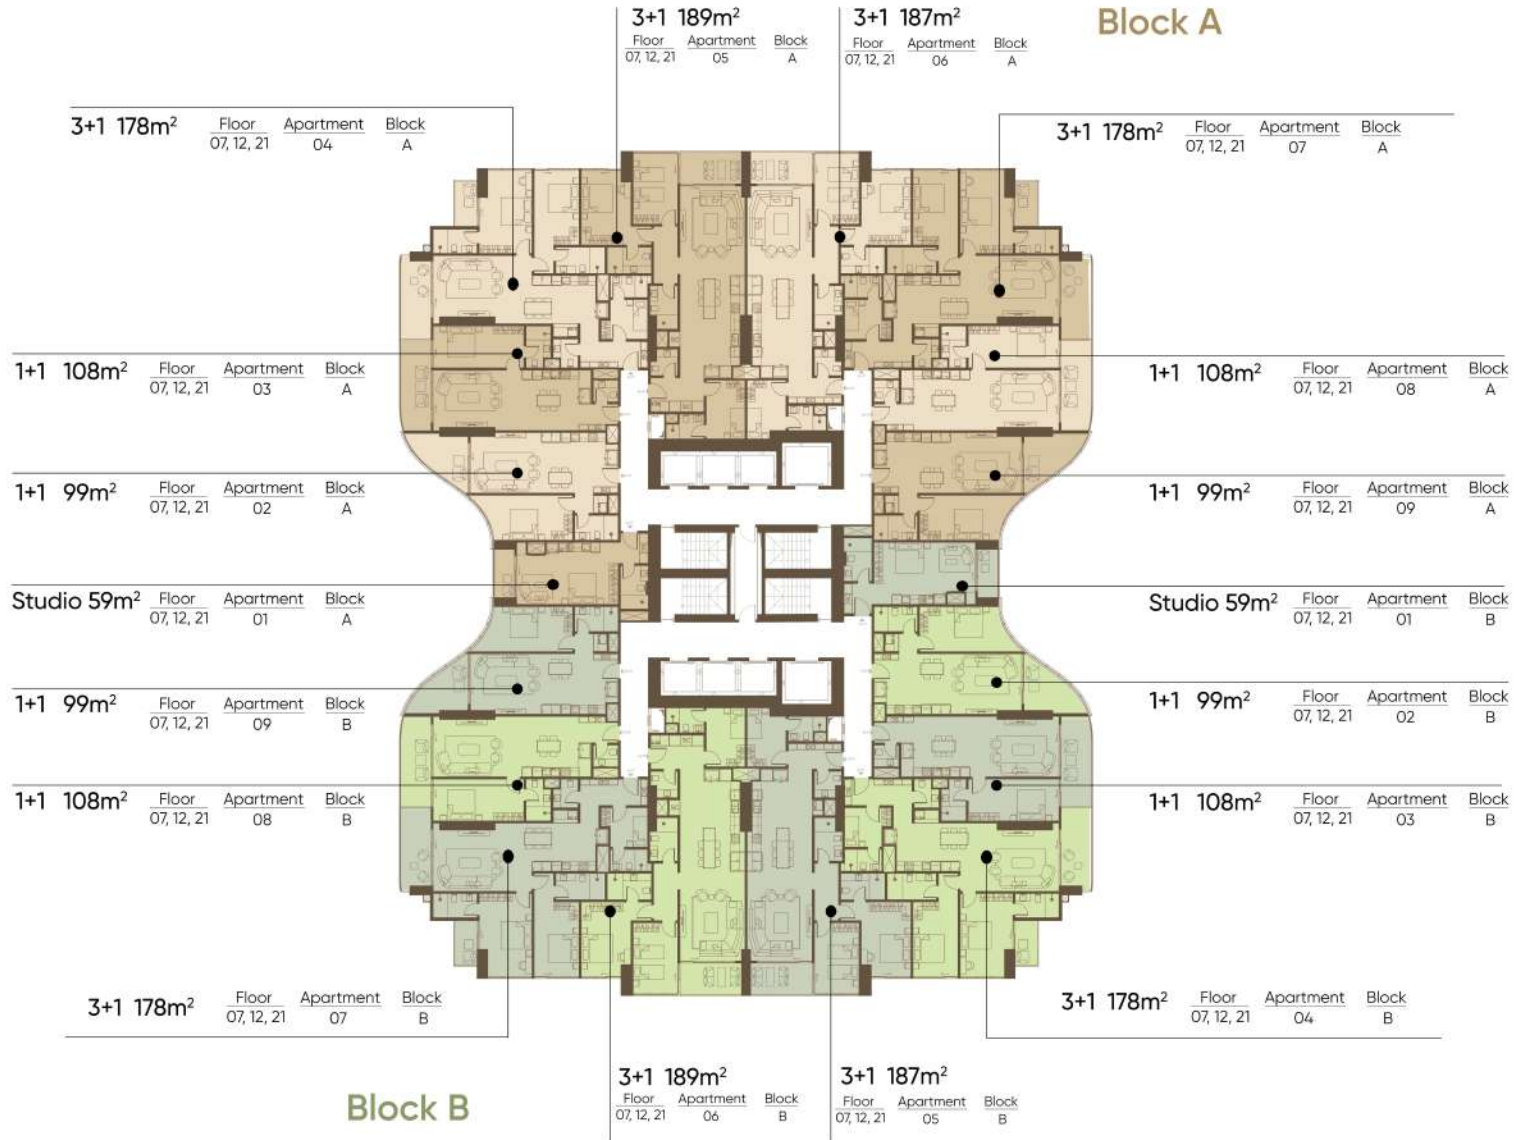 Block A
3+1 189m²
Floor Apartment Block
07, 12, 21 05 A
3+1 187m²
Floor Apartment Block
07, 12, 21 06 A
3+1 178m² Floor Apartment Block
07, 12, 21 04 A
3+1 178m² Floor Apartment Block
07, 12, 21 07 A
1+1 108m² Floor Apartment Block
07, 12, 21 03 A
1+1 108m² Floor Apartment Block
07, 12, 21 08 A
1+1 99m² Floor Apartment Block
07, 12, 21 02 A
1+1 99m² Floor Apartment Block
07, 12, 21 09 A
Studio 59m² Floor Apartment Block
07, 12, 21 01 A
Studio 59m² Floor Apartment Block
07, 12, 21 01 B
1+1 99m² Floor Apartment Block
07, 12, 21 09 B
1+1 99m² Floor Apartment Block
07, 12, 21 02 B
1+1 108m² Floor Apartment Block
07, 12, 21 08 B
1+1 108m² Floor Apartment Block
07, 12, 21 03 B
3+1 178m² Floor Apartment Block
07, 12, 21 07 B
3+1 178m² Floor Apartment Block
07, 12, 21 04 B
Block B
3+1 189m²
Floor Apartment Block
07, 12, 21 06 B
3+1 187m²
Floor Apartment Block
07, 12, 21 05 B